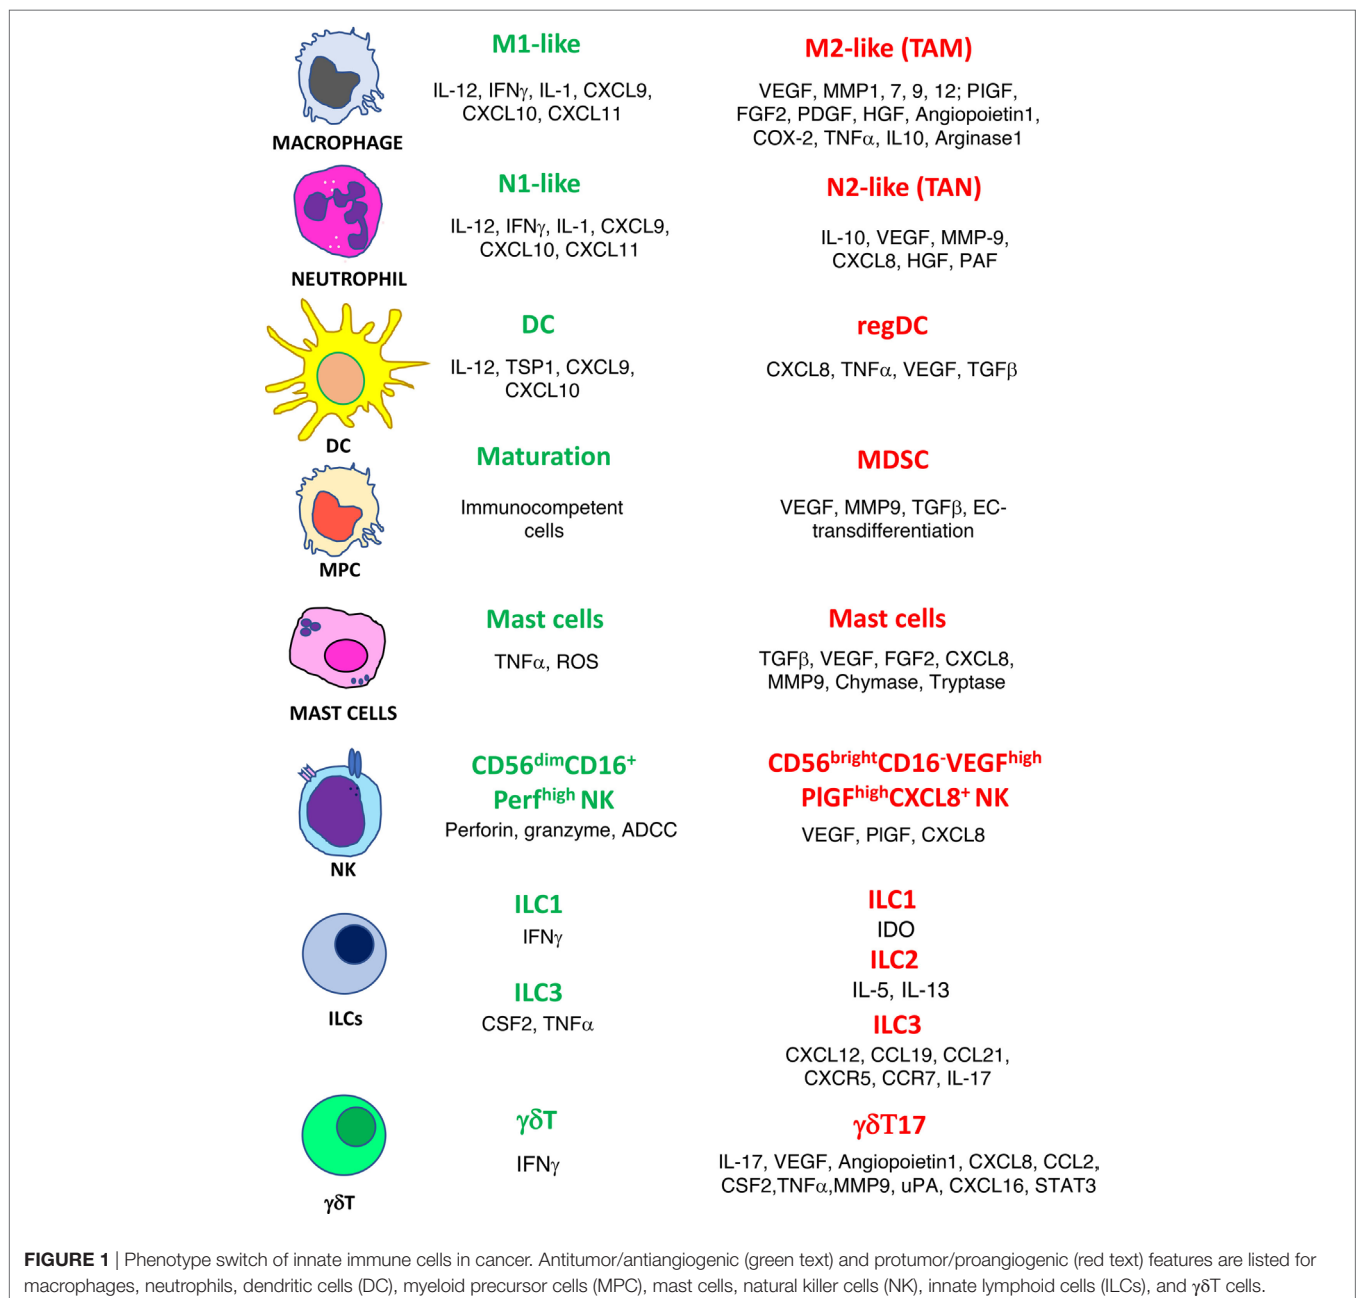 M1-like
M2-like (TAM)
IL-12, IFNγ, IL-1, CXCL9,
CXCL10, CXCL11
VEGF, MMP1, 7, 9, 12; PIGF,
FGF2, PDGF, HGF, Angiopoietin1,
COX-2, TNFα, IL10, Arginase1
MACROPHAGE
N1-like
N2-like (TAN)
IL-12, IFNγ, IL-1, CXCL9,
CXCL10, CXCL11
IL-10, VEGF, MMP-9,
CXCL8, HGF, PAF
NEUTROPHIL
DC
regDC
IL-12, TSP1, CXCL9,
CXCL10
CXCL8, TNFα, VEGF, TGFβ
DC
Maturation
MDSC
Immunocompetent
cells
VEGF, MMP9, TGFβ, EC-
transdifferentiation
MPC
Mast cells
Mast cells
TNFα, ROS
TGFβ, VEGF, FGF2, CXCL8,
MMP9, Chymase, Tryptase
MAST CELLS
CD56dimCD16+
Perfhigh NK
CD56brightCD16-VEGFhigh
PlGFhighCXCL8+ NK
Perforin, granzyme, ADCC
VEGF, PlGF, CXCL8
NK
ILC1
IFNγ
ILC3
CSF2, TNFα
ILC1
IDO
ILC2
IL-5, IL-13
ILC3
CXCL12, CCL19, CCL21,
CXCR5, CCR7, IL-17
ILCs
γδT
γδT17
IFNγ
IL-17, VEGF, Angiopoietin1, CXCL8, CCL2,
CSF2,TNFα,MMP9, uPA, CXCL16, STAT3
γδT
FIGURE 1 | Phenotype switch of innate immune cells in cancer. Antitumor/antiangiogenic (green text) and protumor/proangiogenic (red text) features are listed for
macrophages, neutrophils, dendritic cells (DC), myeloid precursor cells (MPC), mast cells, natural killer cells (NK), innate lymphoid cells (ILCs), and γδT cells.